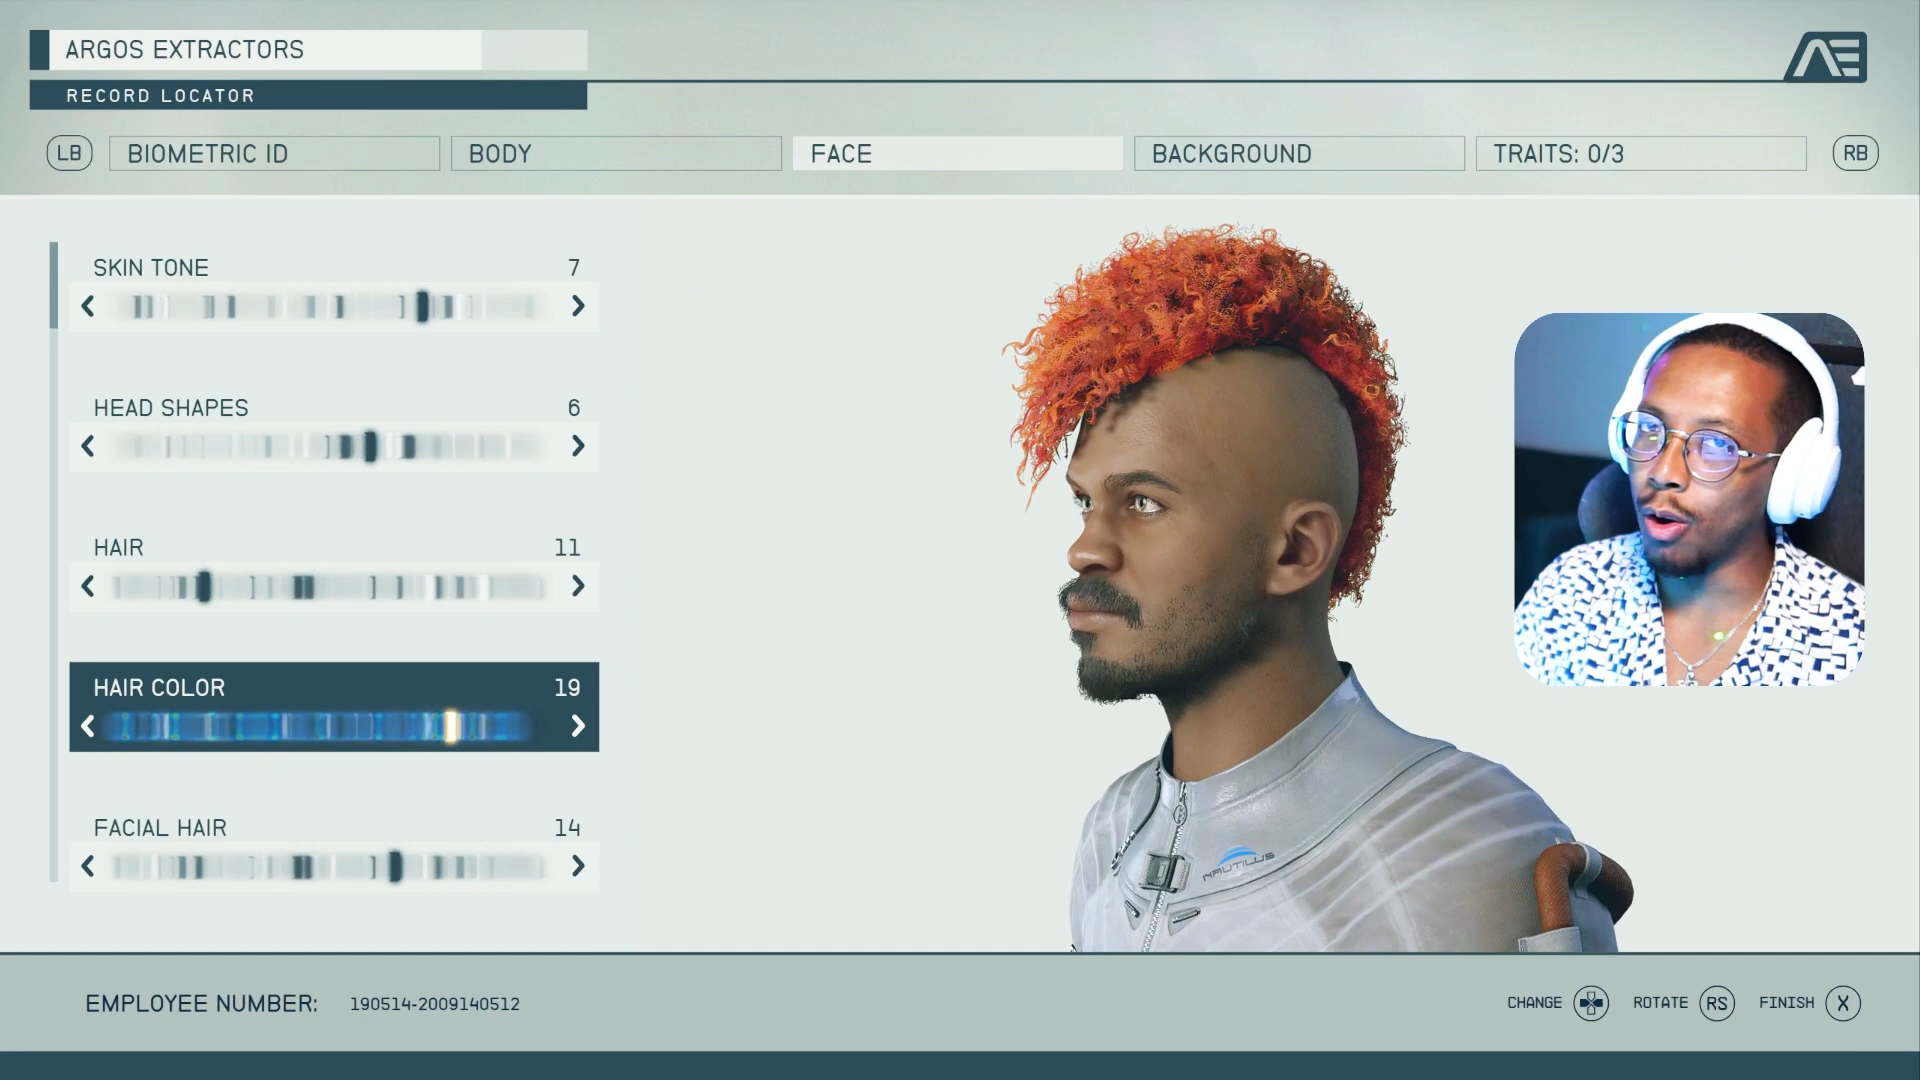 ARGOS EXTRACTORS
RECORD LOCATOR
LB BIOMETRIC ID BODY FACE BACKGROUND TRAITS: 0/3 RB
SKIN TONE 7
HEAD SHAPES 6
HAIR 11
HAIR COLOR 19
FACIAL HAIR 14
NAUTILUS
EMPLOYEE NUMBER: 190514-2009140512
CHANGE ROTATE RS FINISH X